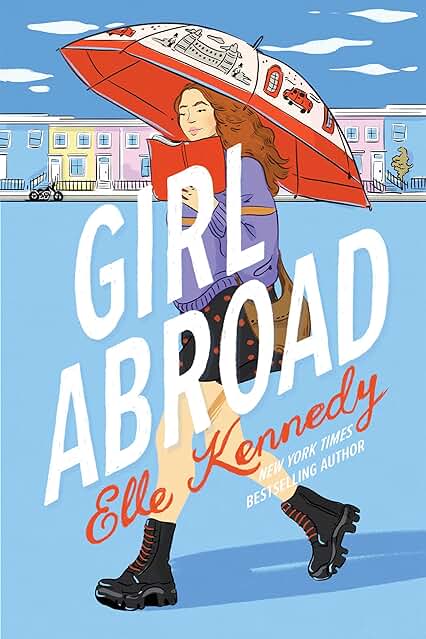 GIRL
ABROAD
Elle Kennedy
NEW YORK TIMES
BESTSELLING AUTHOR